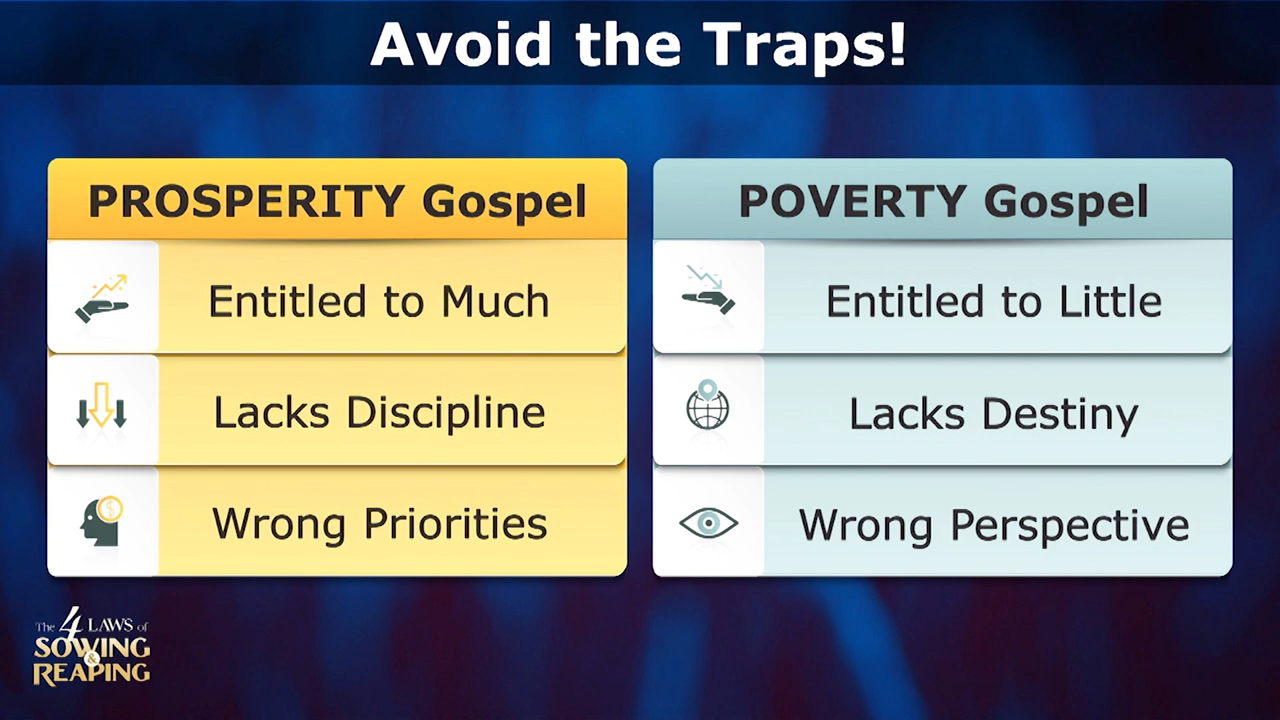 Avoid the Traps!
PROSPERITY Gospel
Entitled to Much
Lacks Discipline
Wrong Priorities
POVERTY Gospel
Entitled to Little
Lacks Destiny
Wrong Perspective
The 4 LAWS of
SOWING
&
REAPING
$